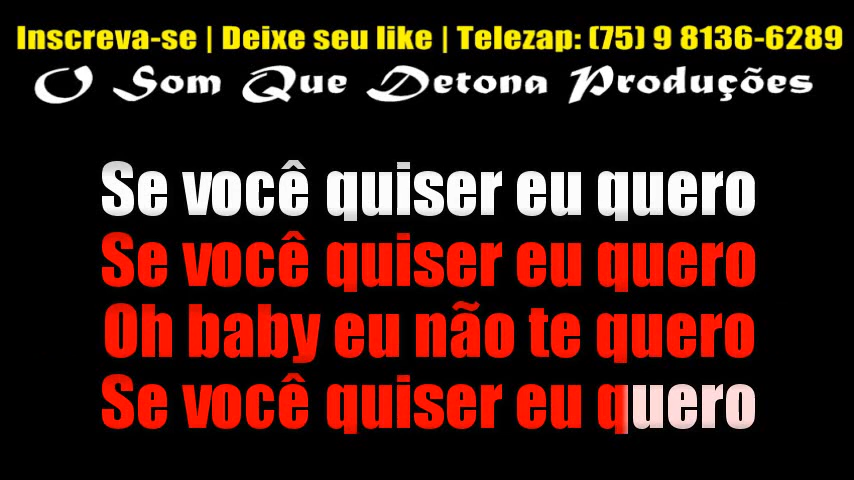 Inscreva-se | Deixe seu like | Telezap: (75) 9 8136-6289
O Som Que Detona Produções
Se você quiser eu quero
Se você quiser eu quero
Oh baby eu não te quero
Se você quiser eu quero